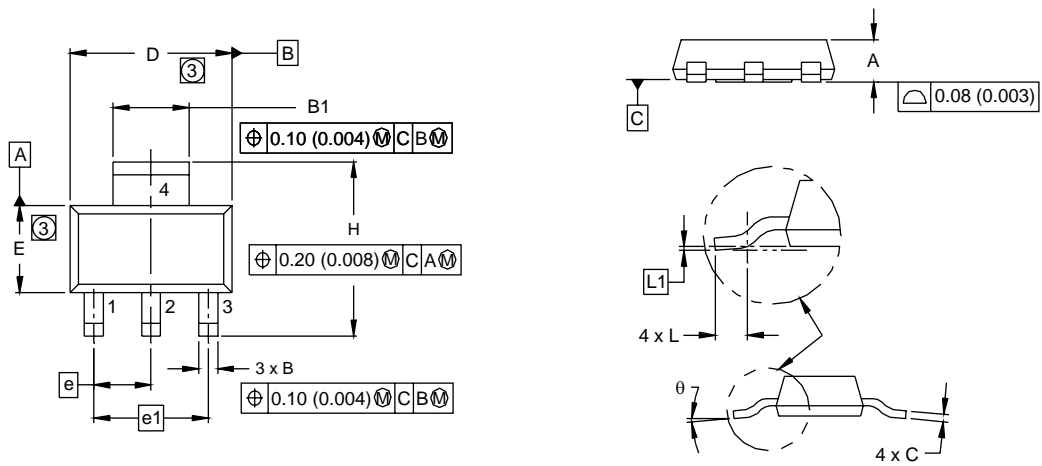 D
B
3
B1
⌖ 0.10 (0.004) Ⓜ C B Ⓜ
A
4
3
E
H
⌖ 0.20 (0.008) Ⓜ C A Ⓜ
1
2
3
e
3 x B
e1
⌖ 0.10 (0.004) Ⓜ C B Ⓜ
A
C
⌓ 0.08 (0.003)
L1
4 x L
θ
4 x C